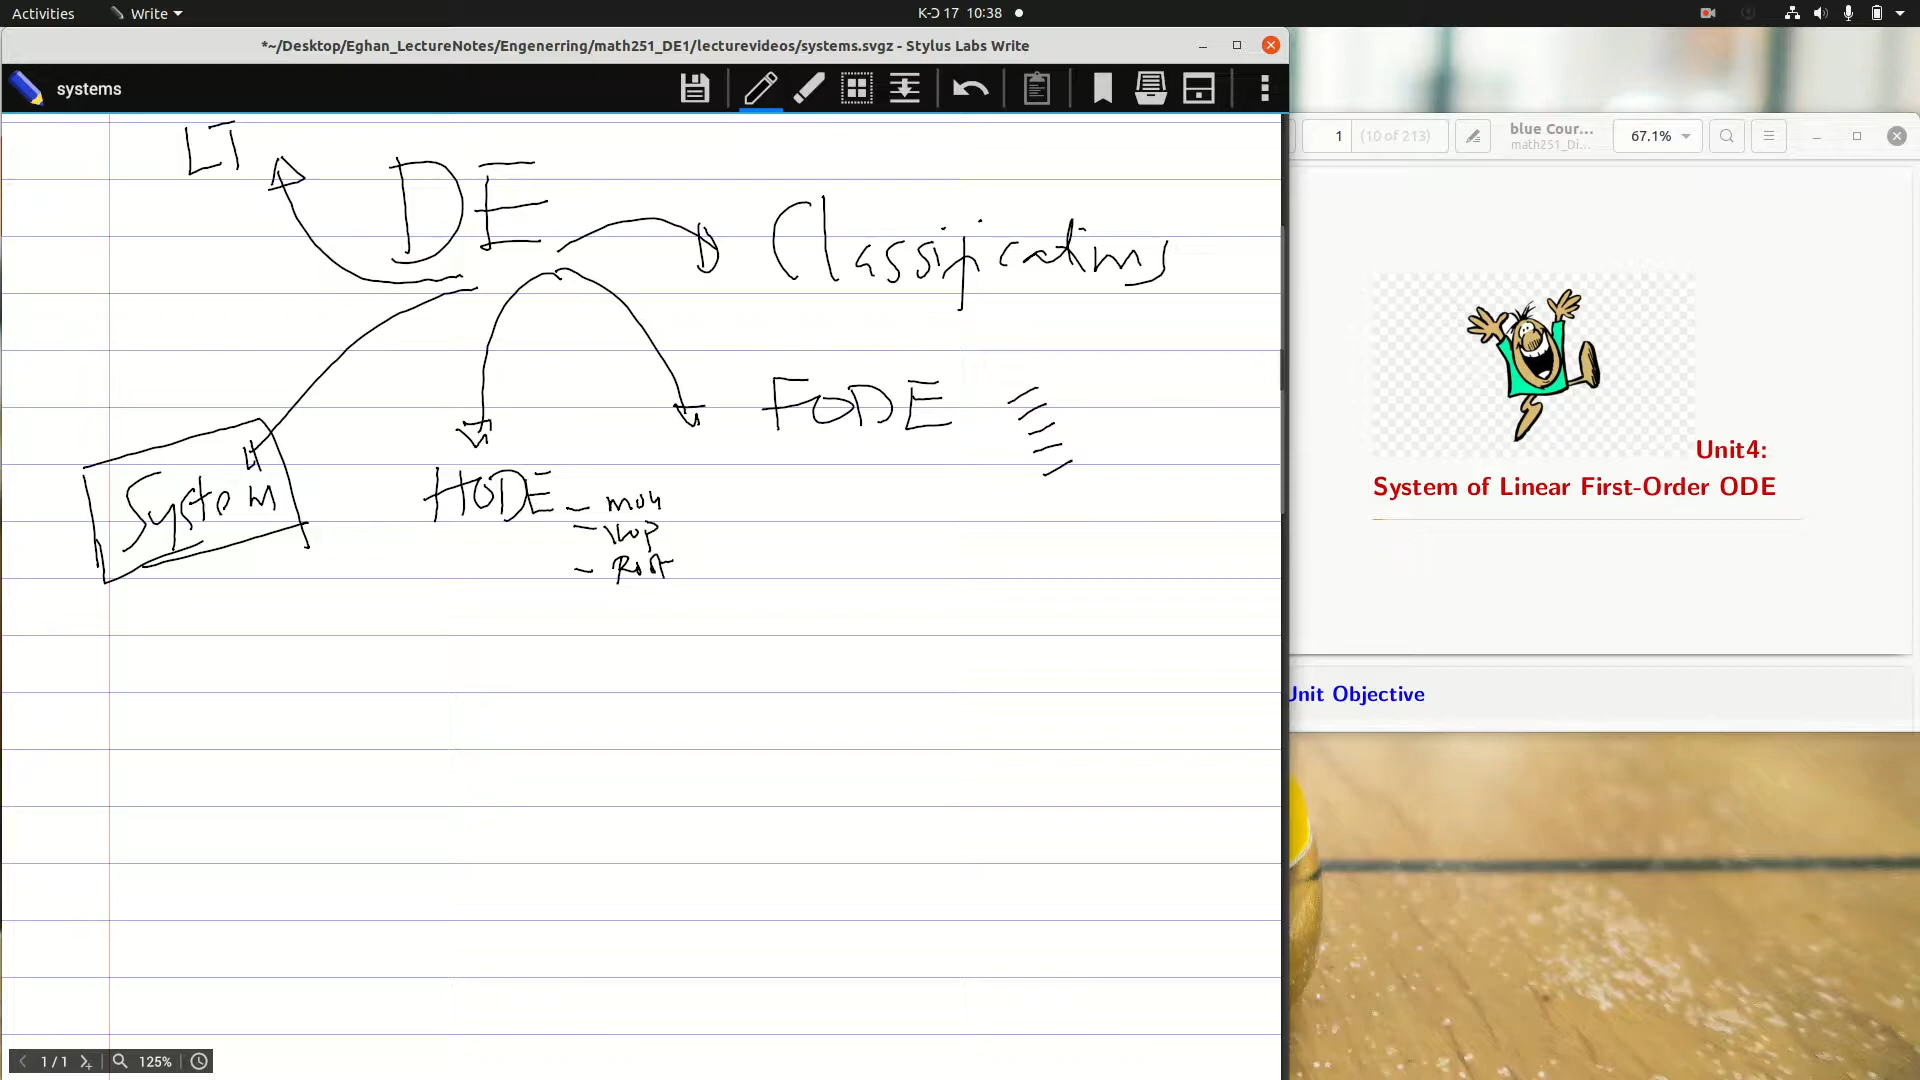 Activities
Write
K-Ɔ 17 10:38
*~/Desktop/Eghan_LectureNotes/Engenerring/math251_DE1/lecturevideos/systems.svgz - Stylus Labs Write
systems
LT
DE
Classifications
FODE
System
HODE - MOU
- VOP
- ROR
1 / 1
125%
1
(10 of 213)
blue Cour...
math251_Di...
67.1%
Unit4:
System of Linear First-Order ODE
Unit Objective